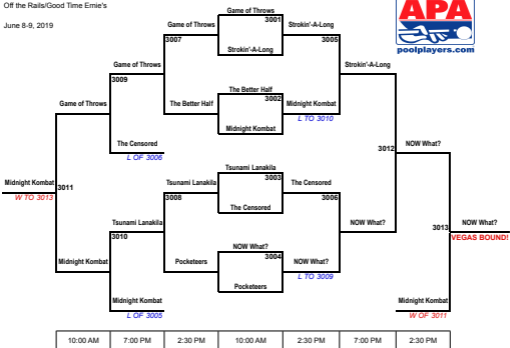 Off the Rails/Good Time Ernie's
June 8-9, 2019
APA
poolplayers.com
Game of Throws
3001
Strokin'-A-Long
Game of Throws
3007
Strokin'-A-Long
3005
Game of Throws
3009
Strokin'-A-Long
The Better Half
3002
Midnight Kombat
The Better Half
Midnight Kombat
L TO 3010
Game of Throws
The Censored
L OF 3006
3012
NOW What?
Midnight Kombat
3011
W TO 3013
Tsunami Lanakila
3003
The Censored
Tsunami Lanakila
3008
The Censored
3006
Tsunami Lanakila
3010
NOW What?
3013
NOW What?
VEGAS BOUND!
NOW What?
3004
Pocketeers
Pocketeers
NOW What?
L TO 3009
Midnight Kombat
Midnight Kombat
L OF 3005
Midnight Kombat
W OF 3011
10:00 AM
7:00 PM
2:30 PM
10:00 AM
2:30 PM
7:00 PM
2:30 PM